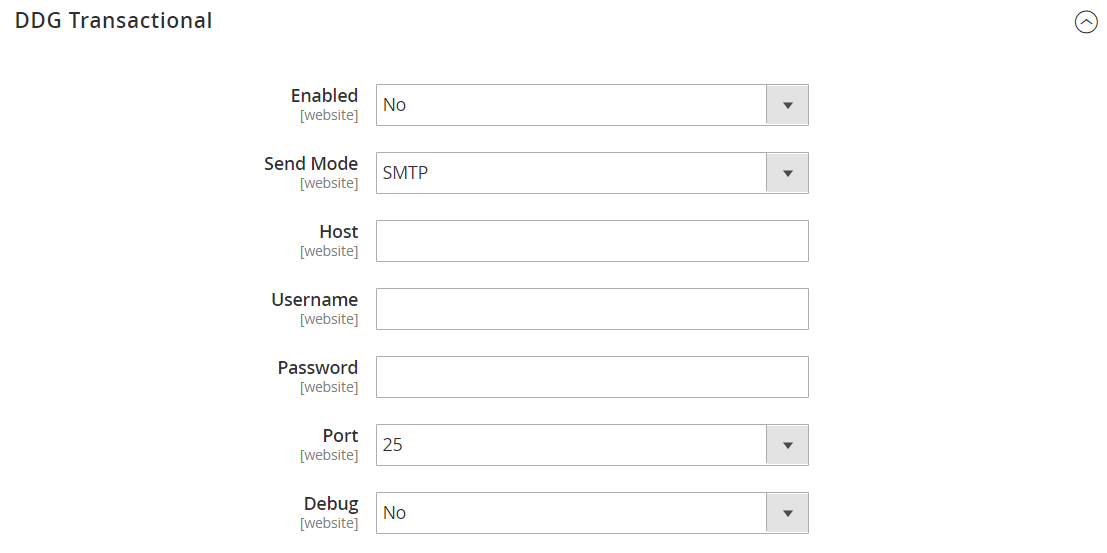 DDG Transactional
Enabled
[website]
No
Send Mode
[website]
SMTP
Host
[website]
Username
[website]
Password
[website]
Port
[website]
25
Debug
[website]
No